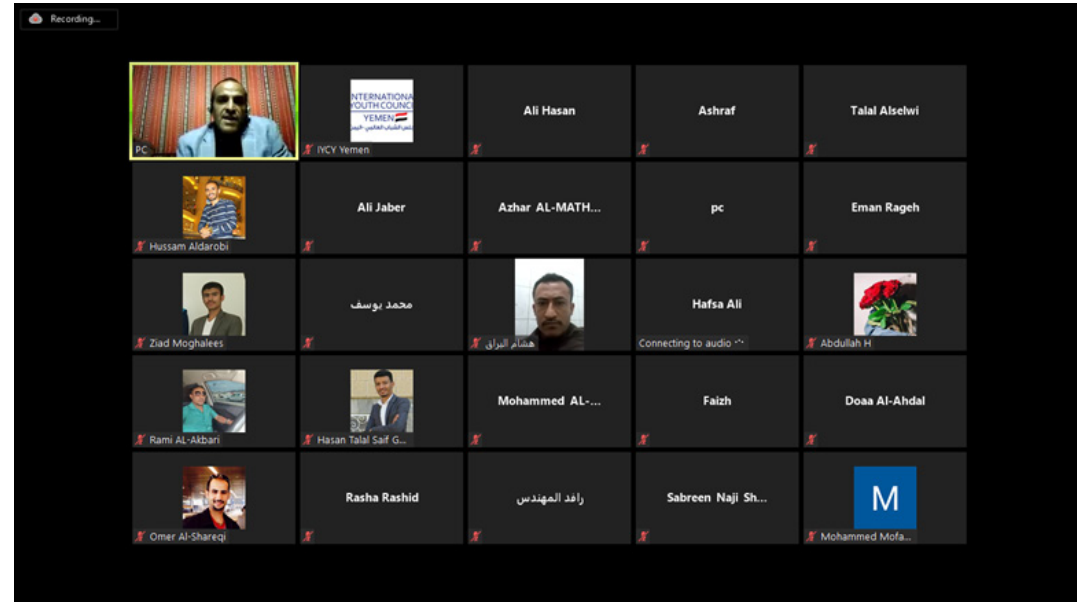 Recording...
INTERNATIONA
YOUTH COUNCI
YEMEN
PC
IYCY Yemen
Ali Hasan
Ashraf
Talal Alselwi
Hussam Aldarobi
Ali Jaber
Azhar AL-MATH...
pc
Eman Rageh
Ziad Moghalees
محمد يوسف
هشام البراق
Hafsa Ali
Connecting to audio
Abdullah H
Rami AL-Akbari
Hasan Talal Saif G...
Mohammed AL-...
Faizh
Doaa Al-Ahdal
Omer Al-Shareqi
Rasha Rashid
رافد المهندس
Sabreen Naji Sh...
M
Mohammed Mofa...